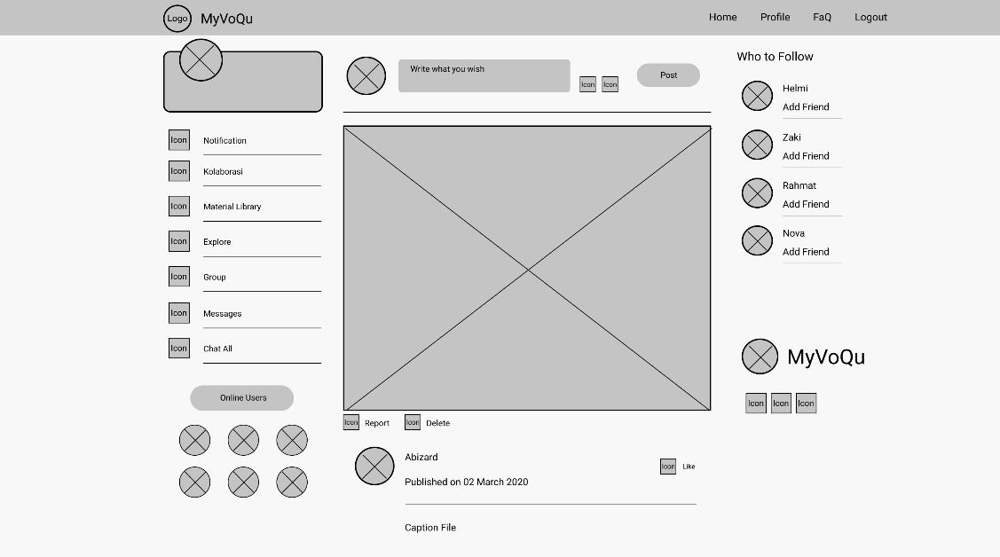 Logo MyVoQu
Home Profile FaQ Logout
Icon Notification
Icon Kolaborasi
Icon Material Library
Icon Explore
Icon Group
Icon Messages
Icon Chat All
Online Users
Write what you wish
Icon Icon
Post
Icon Report Icon Delete
Abizard
Published on 02 March 2020
Icon Like
Caption File
Who to Follow
Helmi
Add Friend
Zaki
Add Friend
Rahmat
Add Friend
Nova
Add Friend
MyVoQu
Icon Icon Icon